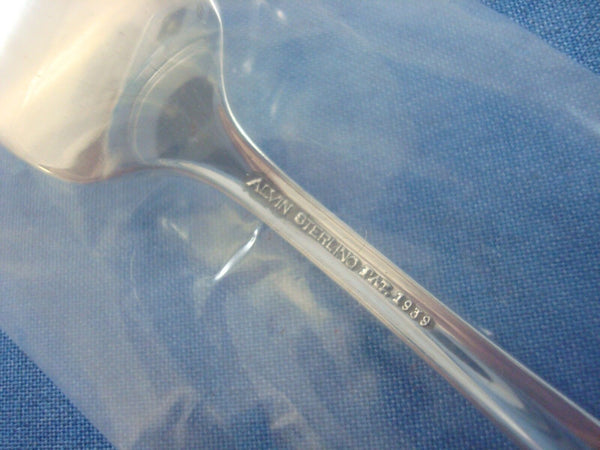 ALVIN STERLING PAT. 1939